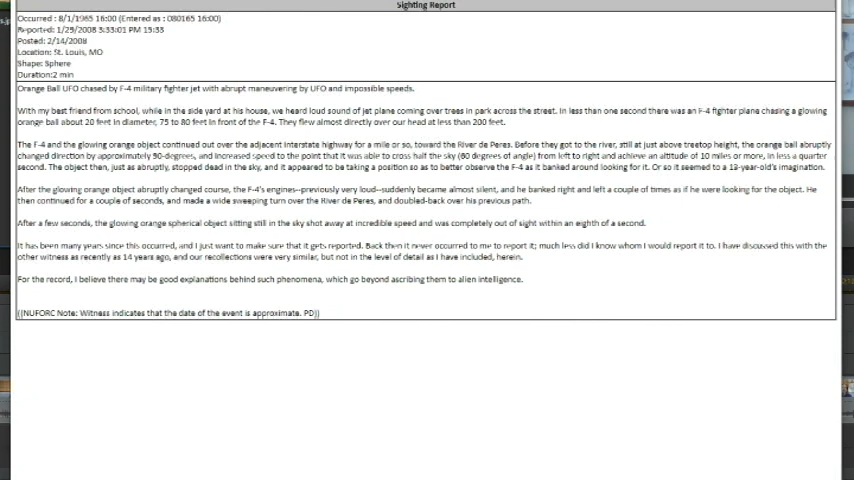 Sighting Report
Occurred : 8/1/1965 16:00 (Entered as : 080165 16:00)
Reported: 1/29/2008 3:33:01 PM 15:33
Posted: 2/14/2008
Location: St. Louis, MO
Shape: Sphere
Duration:2 min
Orange Ball UFO chased by F-4 military fighter jet with abrupt maneuvering by UFO and impossible speeds.
With my best friend from school, while in the side yard at his house, we heard loud sound of jet plane coming over trees in park across the street. In less than one second there was an F-4 fighter plane chasing a glowing
orange ball about 20 feet in diameter, 75 to 80 feet in front of the F-4. They flew almost directly over our head at less than 200 feet.
The F-4 and the glowing orange object continued out over the adjacent interstate highway for a mile or so, toward the River de Peres. Before they got to the river, still at just above treetop height, the orange ball abruptly
changed direction by approximately 90-degrees, and increased speed to the point that it was able to cross half the sky (80 degrees of angle) from left to right and achieve an altitude of 10 miles or more, in less a quarter
second. The object then, just as abruptly, stopped dead in the sky, and it appeared to be taking a position so as to better observe the F-4 as it banked around looking for it. Or so it seemed to a 13-year-old's imagination.
After the glowing orange object abruptly changed course, the F-4's engines--previously very loud--suddenly became almost silent, and he banked right and left a couple of times as if he were looking for the object. He
then continued for a couple of seconds, and made a wide sweeping turn over the River de Peres, and doubled-back over his previous path.
After a few seconds, the glowing orange spherical object sitting still in the sky shot away at incredible speed and was completely out of sight within an eighth of a second.
It has been many years since this occurred, and I just want to make sure that it gets reported. Back then it never occurred to me to report it; much less did I know whom I would report it to. I have discussed this with the
other witness as recently as 14 years ago, and our recollections were very similar, but not in the level of detail as I have included, herein.
For the record, I believe there may be good explanations behind such phenomena, which go beyond ascribing them to alien intelligence.
((NUFORC Note: Witness indicates that the date of the event is approximate. PD))